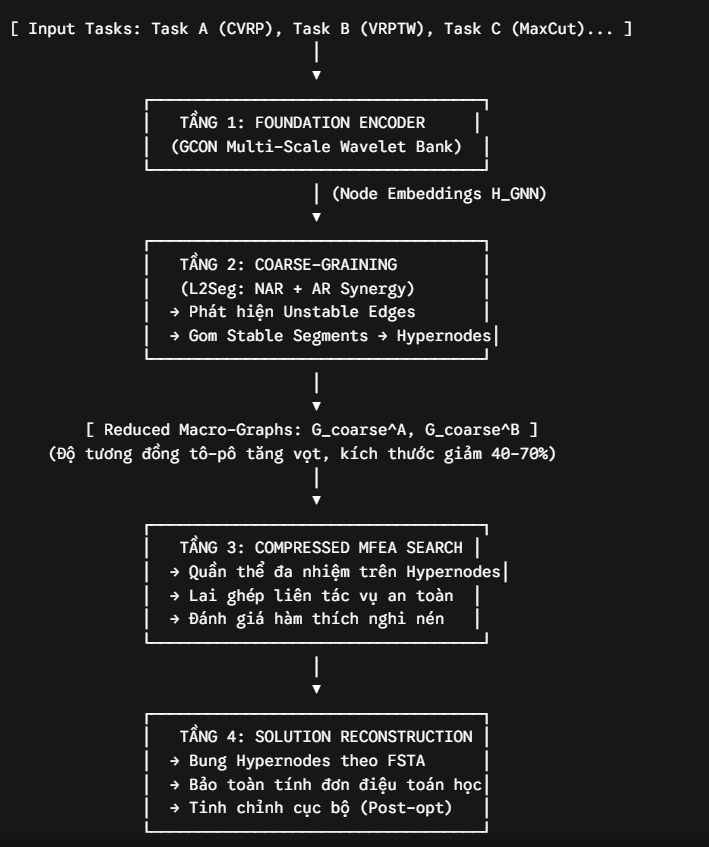 [ Input Tasks: Task A (CVRP), Task B (VRPTW), Task C (MaxCut)... ]
TẦNG 1: FOUNDATION ENCODER
(GCON Multi-Scale Wavelet Bank)
(Node Embeddings H_GNN)
TẦNG 2: COARSE-GRAINING
(L2Seg: NAR + AR Synergy)
→ Phát hiện Unstable Edges
→ Gom Stable Segments → Hypernodes
[ Reduced Macro-Graphs: G_coarse^A, G_coarse^B ]
(Độ tương đồng tô-pô tăng vọt, kích thước giảm 40-70%)
TẦNG 3: COMPRESSED MFEA SEARCH
→ Quần thể đa nhiệm trên Hypernodes
→ Lai ghép liên tác vụ an toàn
→ Đánh giá hàm thích nghi nén
TẦNG 4: SOLUTION RECONSTRUCTION
→ Bung Hypernodes theo FSTA
→ Bảo toàn tính đơn điệu toán học
→ Tinh chỉnh cục bộ (Post-opt)